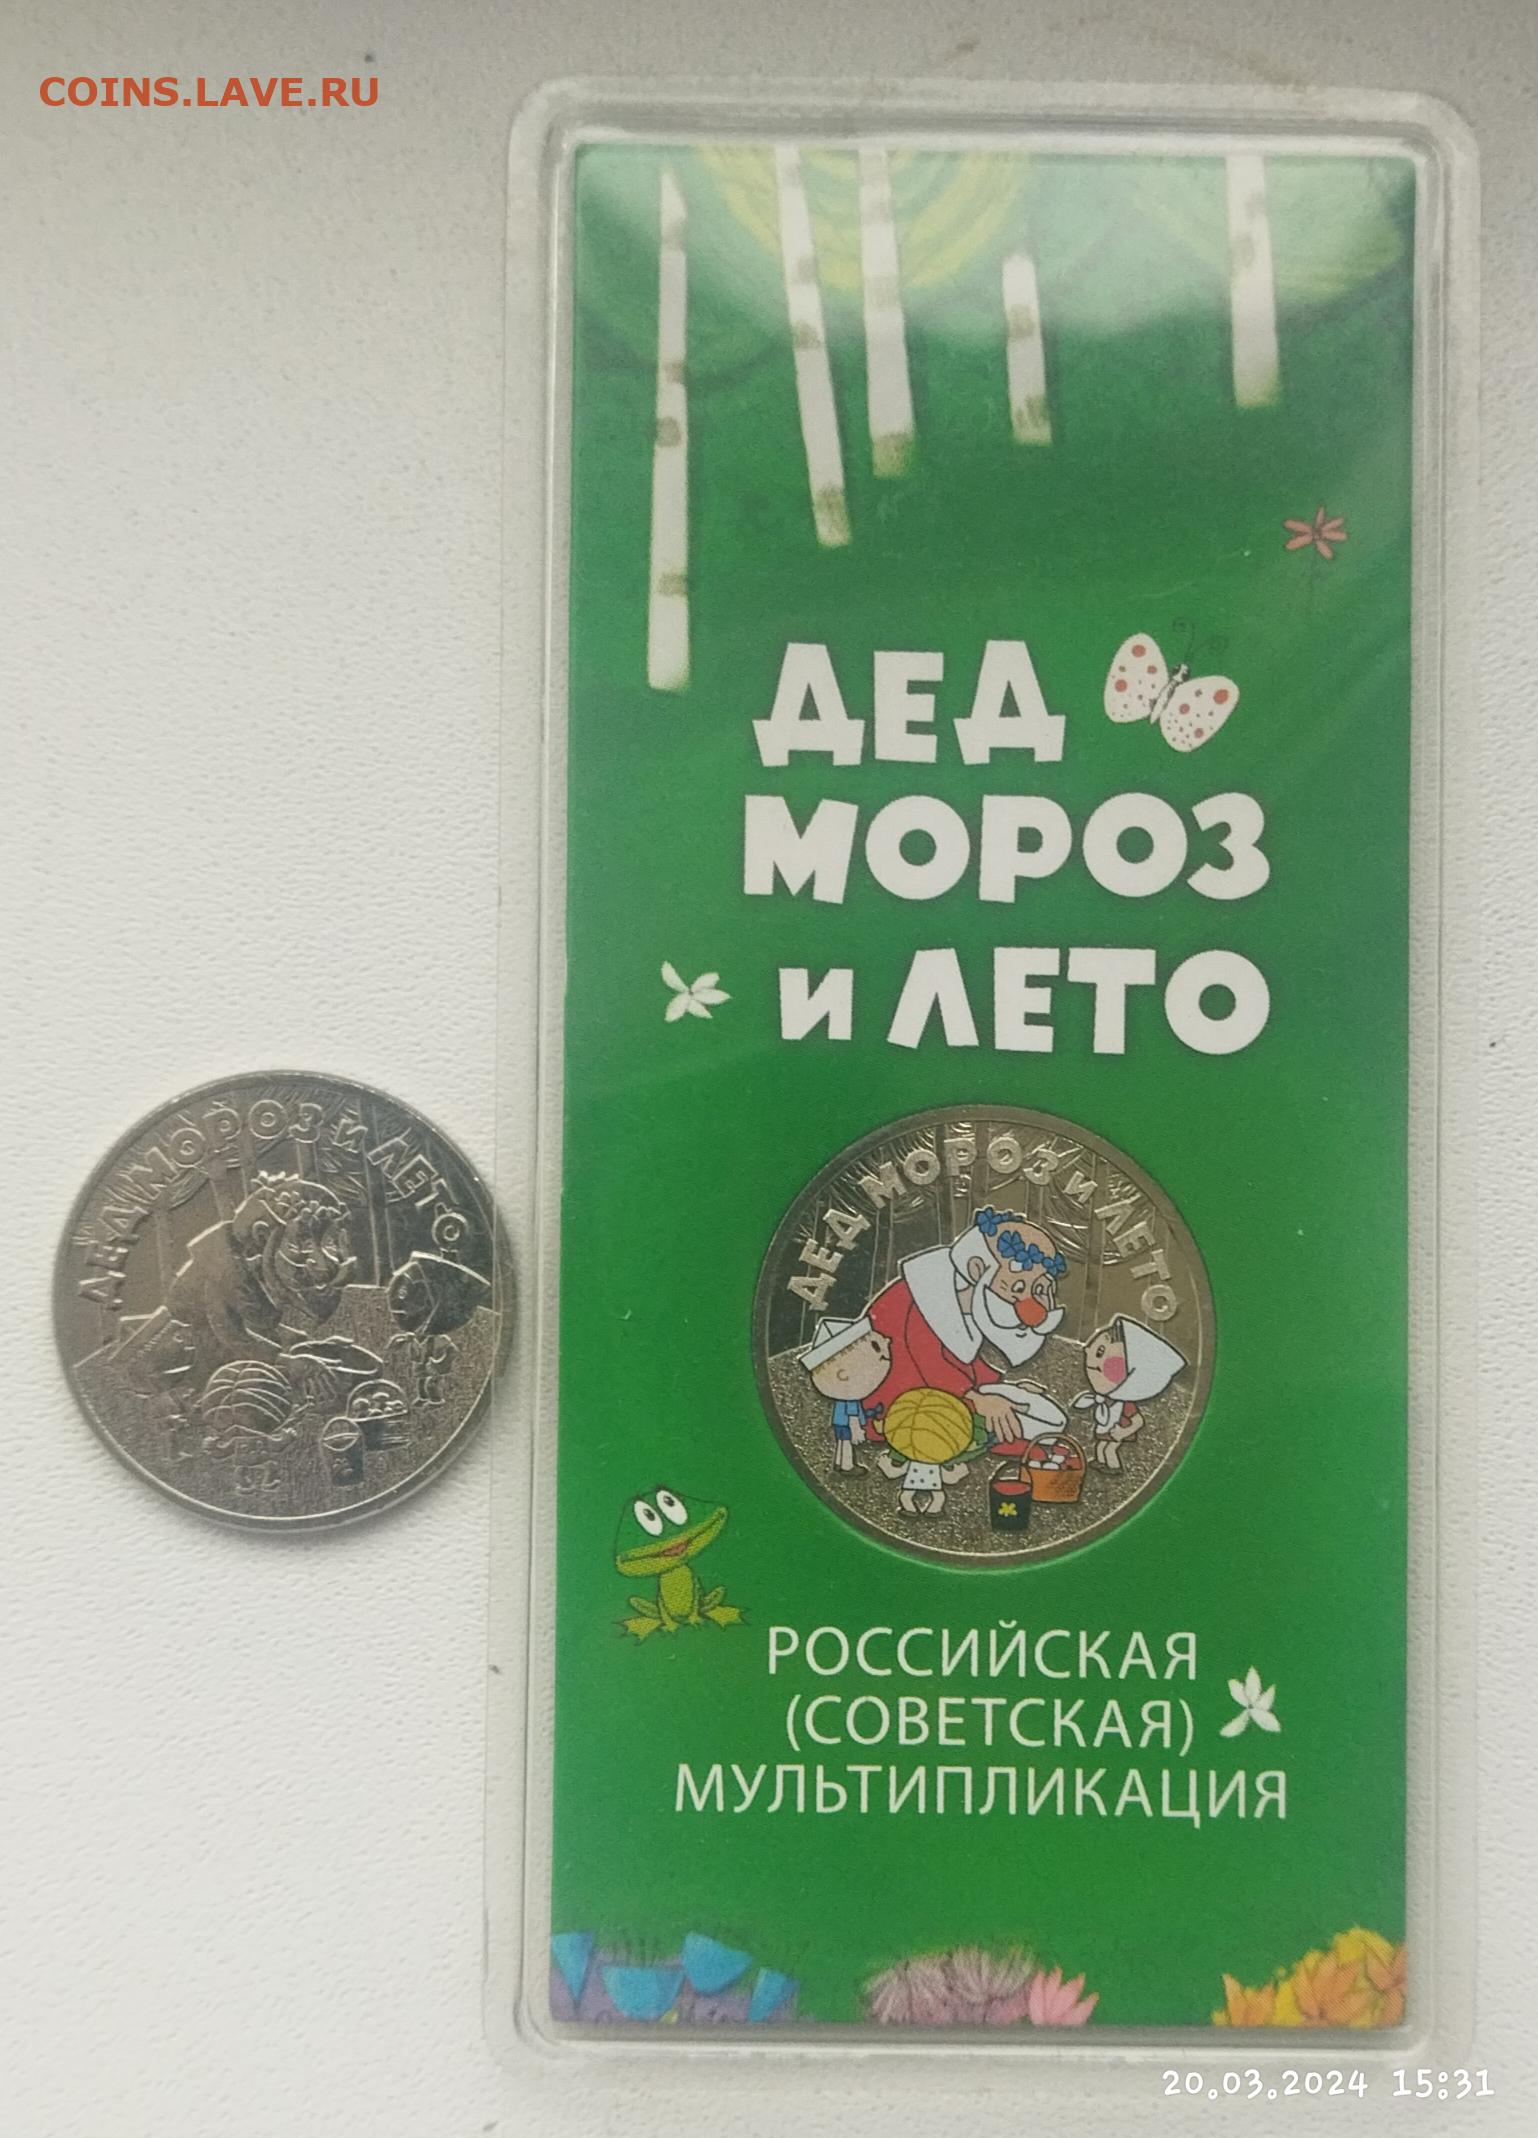 COINS.LAVE.RU
ДЕД
МОРОЗ
и ЛЕТО
ДЕД МОРОЗ И ЛЕТО
ДЕД МОРОЗ И ЛЕТО
РОССИЙСКАЯ
(СОВЕТСКАЯ)
МУЛЬТИПЛИКАЦИЯ
20.03.2024 15:31